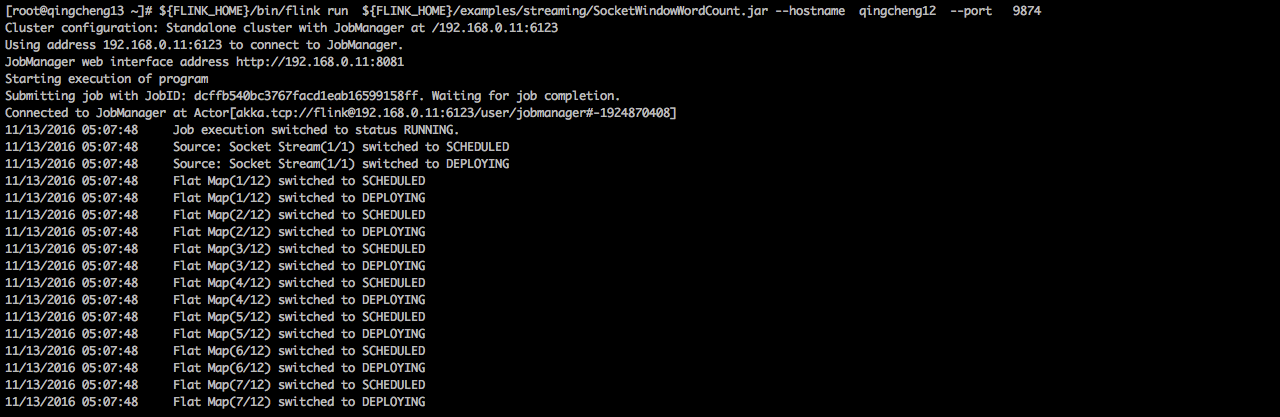 [root@qingcheng13 ~]# ${FLINK_HOME}/bin/flink run  ${FLINK_HOME}/examples/streaming/SocketWindowWordCount.jar --hostname  qingcheng12  --port   9874
Cluster configuration: Standalone cluster with JobManager at /192.168.0.11:6123
Using address 192.168.0.11:6123 to connect to JobManager.
JobManager web interface address http://192.168.0.11:8081
Starting execution of program
Submitting job with JobID: dcffb540bc3767facd1eab16599158ff. Waiting for job completion.
Connected to JobManager at Actor[akka.tcp://flink@192.168.0.11:6123/user/jobmanager#-1924870408]
11/13/2016 05:07:48     Job execution switched to status RUNNING.
11/13/2016 05:07:48     Source: Socket Stream(1/1) switched to SCHEDULED
11/13/2016 05:07:48     Source: Socket Stream(1/1) switched to DEPLOYING
11/13/2016 05:07:48     Flat Map(1/12) switched to SCHEDULED
11/13/2016 05:07:48     Flat Map(1/12) switched to DEPLOYING
11/13/2016 05:07:48     Flat Map(2/12) switched to SCHEDULED
11/13/2016 05:07:48     Flat Map(2/12) switched to DEPLOYING
11/13/2016 05:07:48     Flat Map(3/12) switched to SCHEDULED
11/13/2016 05:07:48     Flat Map(3/12) switched to DEPLOYING
11/13/2016 05:07:48     Flat Map(4/12) switched to SCHEDULED
11/13/2016 05:07:48     Flat Map(4/12) switched to DEPLOYING
11/13/2016 05:07:48     Flat Map(5/12) switched to SCHEDULED
11/13/2016 05:07:48     Flat Map(5/12) switched to DEPLOYING
11/13/2016 05:07:48     Flat Map(6/12) switched to SCHEDULED
11/13/2016 05:07:48     Flat Map(6/12) switched to DEPLOYING
11/13/2016 05:07:48     Flat Map(7/12) switched to SCHEDULED
11/13/2016 05:07:48     Flat Map(7/12) switched to DEPLOYING